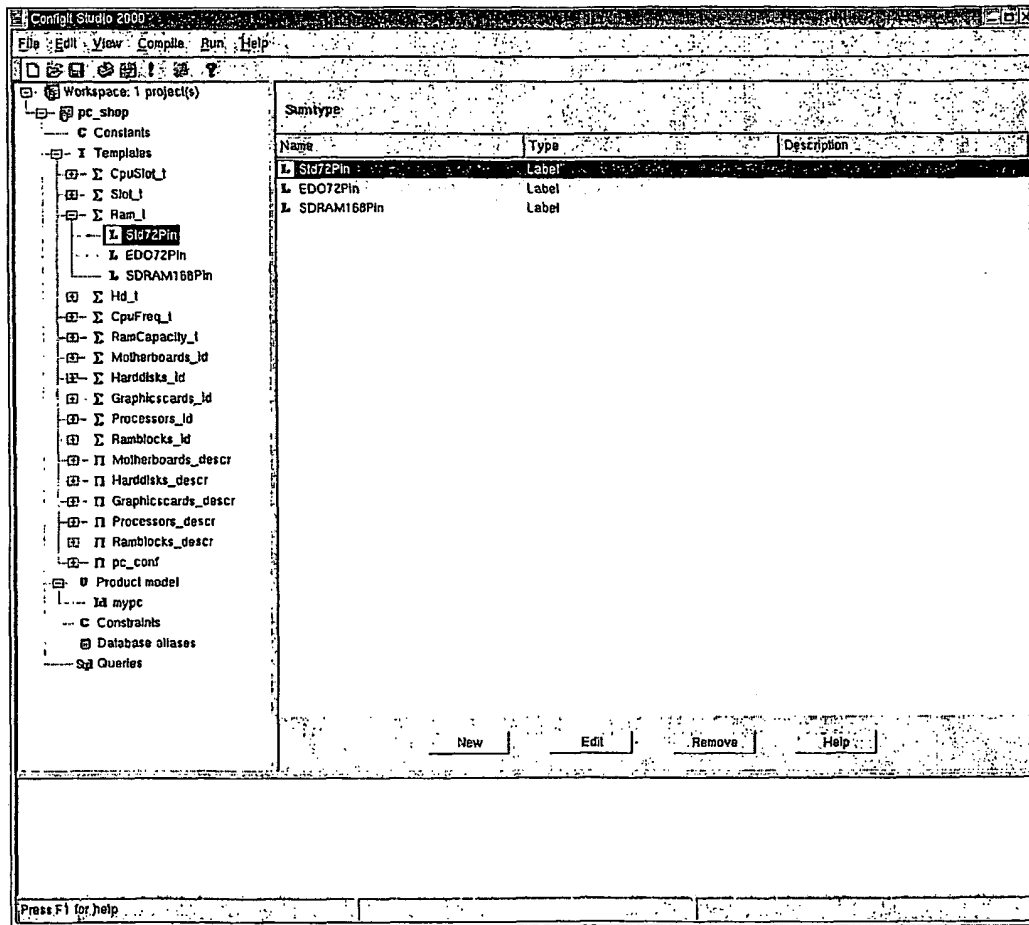 Configit Studio 2000
File Edit View Compile Run Help
Workspace: 1 project(s)
pc_shop
C Constants
Templates
Σ CpuSlot_t
Σ Slot_t
Σ Ram_t
L Std72Pin
L EDO72Pin
L SDRAM168Pin
Σ Hd_t
Σ CpuFreq_t
Σ RamCapacity_t
Σ Motherboards_id
Σ Harddisks_id
Σ Graphicscards_id
Σ Processors_id
Σ Ramblocks_id
Π Motherboards_descr
Π Harddisks_descr
Π Graphicscards_descr
Π Processors_descr
Π Ramblocks_descr
Π pc_conf
Product model
Id mypc
C Constraints
Database aliases
Sql Queries
Sumtype
Name Type Description
L Std72Pin Label
L EDO72Pin Label
L SDRAM168Pin Label
New Edit Remove Help
Press F1 for help